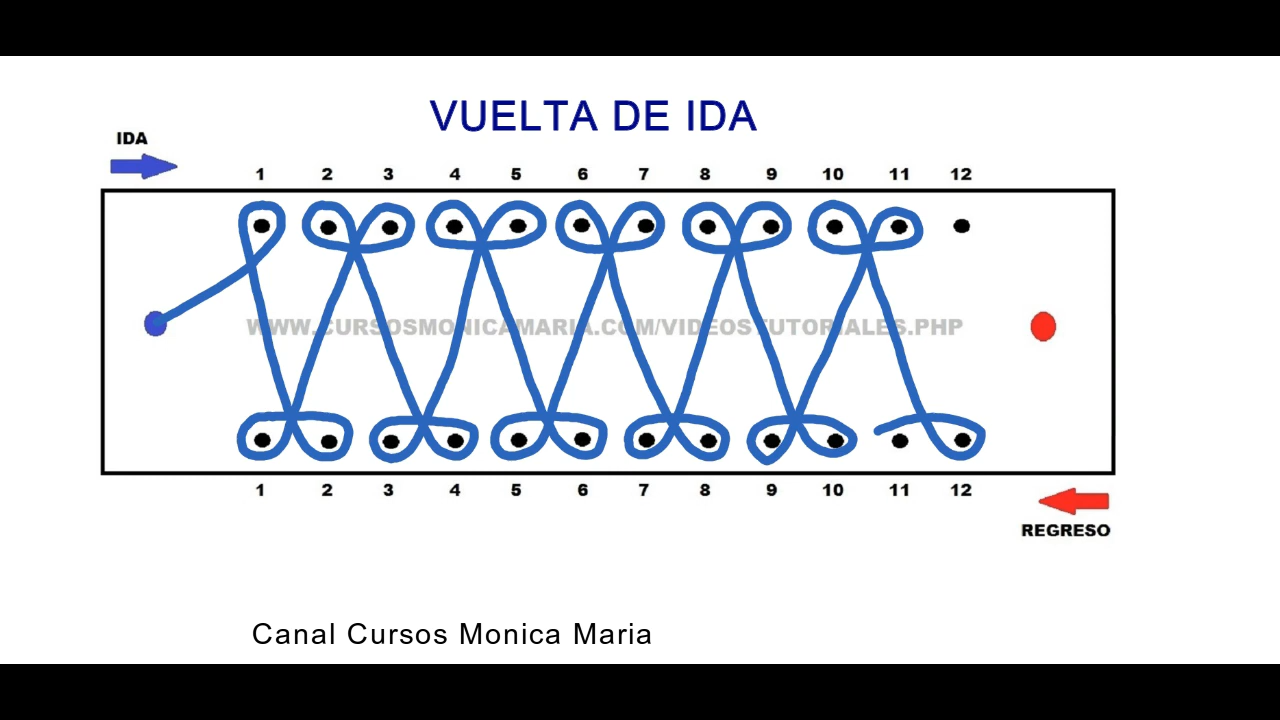 VUELTA DE IDA
IDA
1 2 3 4 5 6 7 8 9 10 11 12
WWW.CURSOSMONICAMARIA.COM/VIDEOSTUTORIALES.PHP
1 2 3 4 5 6 7 8 9 10 11 12
REGRESO
Canal Cursos Monica Maria